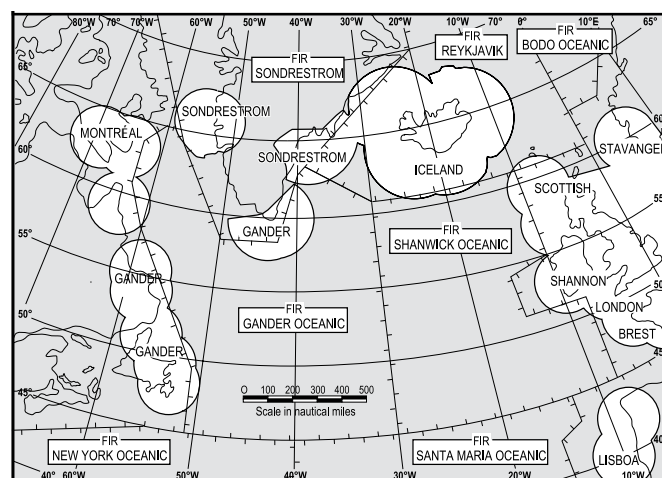 80°W 70°W 60°W 50°W 40°W 30°W 20°W 10°W 0° 10°E 20°E 65°
FIR
SONDRESTROM
FIR
REYKJAVIK
FIR
BODO OCEANIC
65°
60°
55°
50°
45°
60°
55°
50°
45°
MONTRÉAL
SONDRESTROM
SONDRESTROM
ICELAND
STAVANGER
SCOTTISH
GANDER
FIR
SHANWICK OCEANIC
GANDER
SHANNON
LONDON
BREST
FIR
GANDER OCEANIC
GANDER
0 100 200 300 400 500
Scale in nautical miles
FIR
NEW YORK OCEANIC
FIR
SANTA MARIA OCEANIC
LISBOA
40° 60°W 50°W 40°W 30°W 20°W 10°W 40°